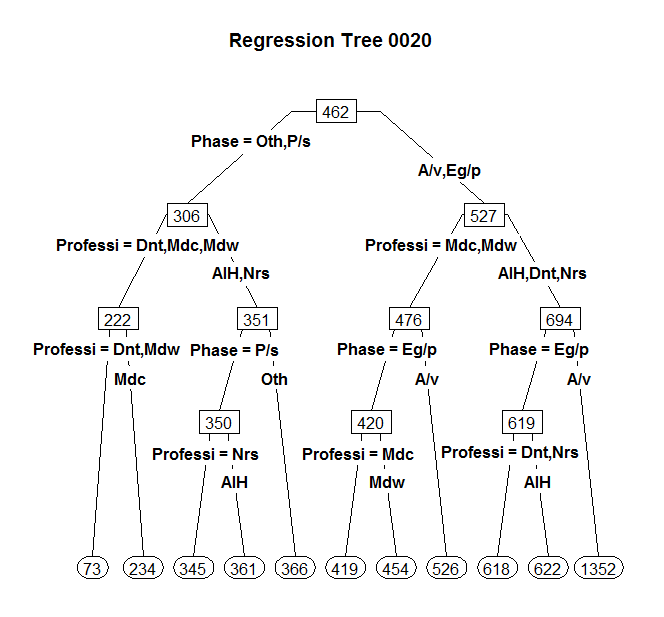 Regression Tree 0020
462
Phase = Oth,P/s
A/v,Eg/p
306
527
Professi = Dnt,Mdc,Mdw
Professi = Mdc,Mdw
AlH,Nrs
AlH,Dnt,Nrs
222
351
476
694
Professi = Dnt,Mdw
Phase = P/s
Phase = Eg/p
Phase = Eg/p
Mdc
Oth
A/v
A/v
350
420
619
Professi = Nrs
Professi = Mdc
Professi = Dnt,Nrs
AlH
Mdw
AlH
73
234
345
361
366
419
454
526
618
622
1352